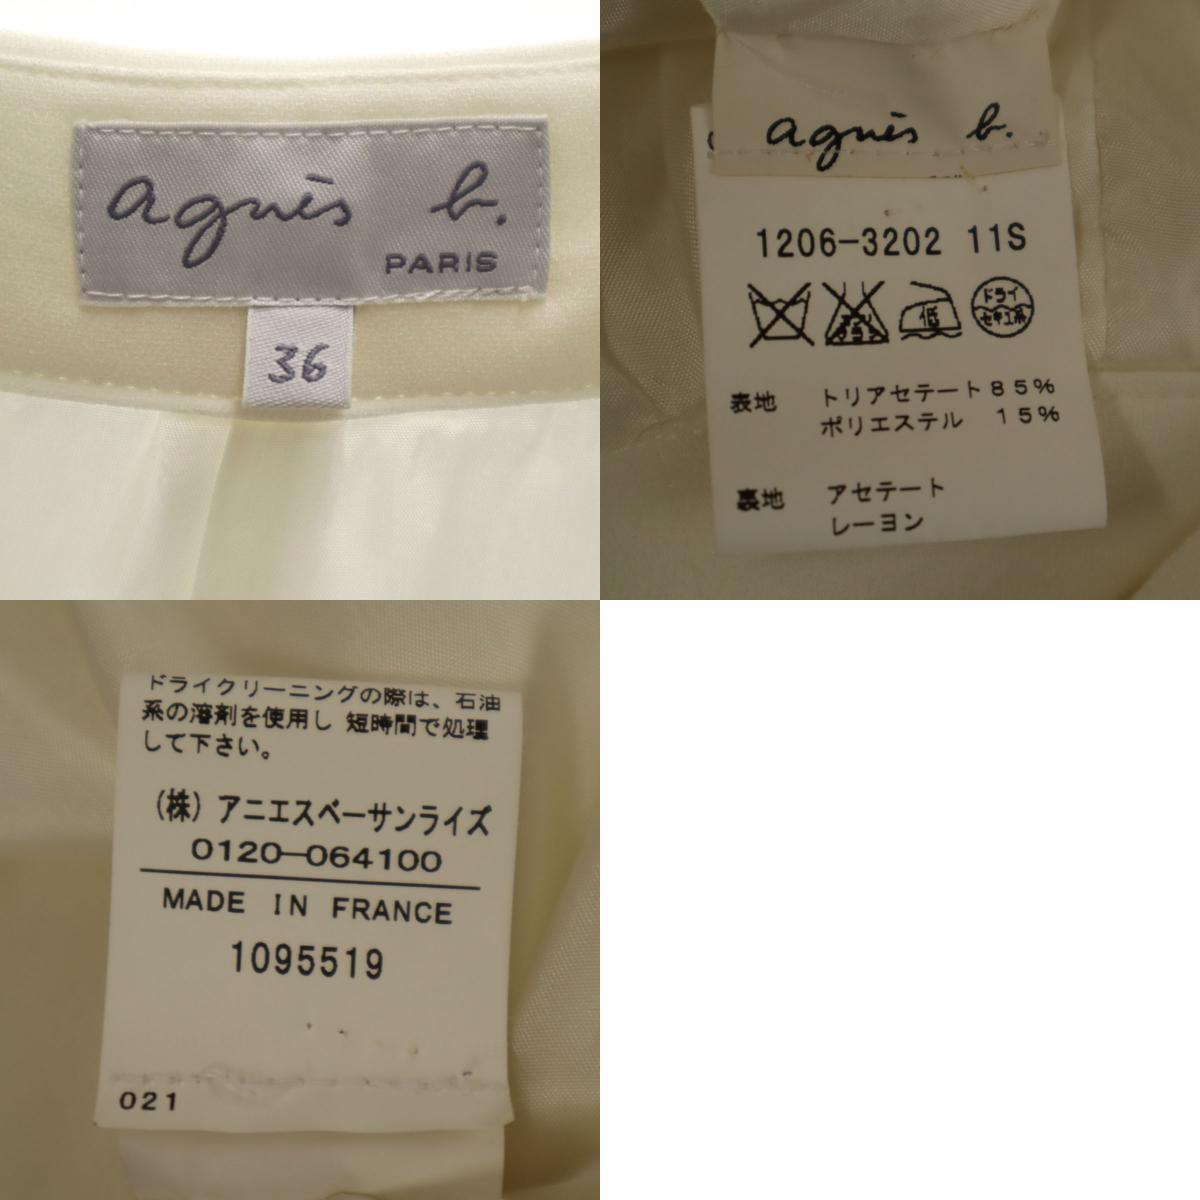 agnès b.
PARIS
36
agnès b.
1206-3202 11S
低
ドライ
セキユ系
表地 トリアセテート85%
ポリエステル 15%
裏地 アセテート
レーヨン
ドライクリーニングの際は、石油
系の溶剤を使用し 短時間で処理
して下さい。
(株)アニエスベーサンライズ
0120-064100
MADE IN FRANCE
1095519
021